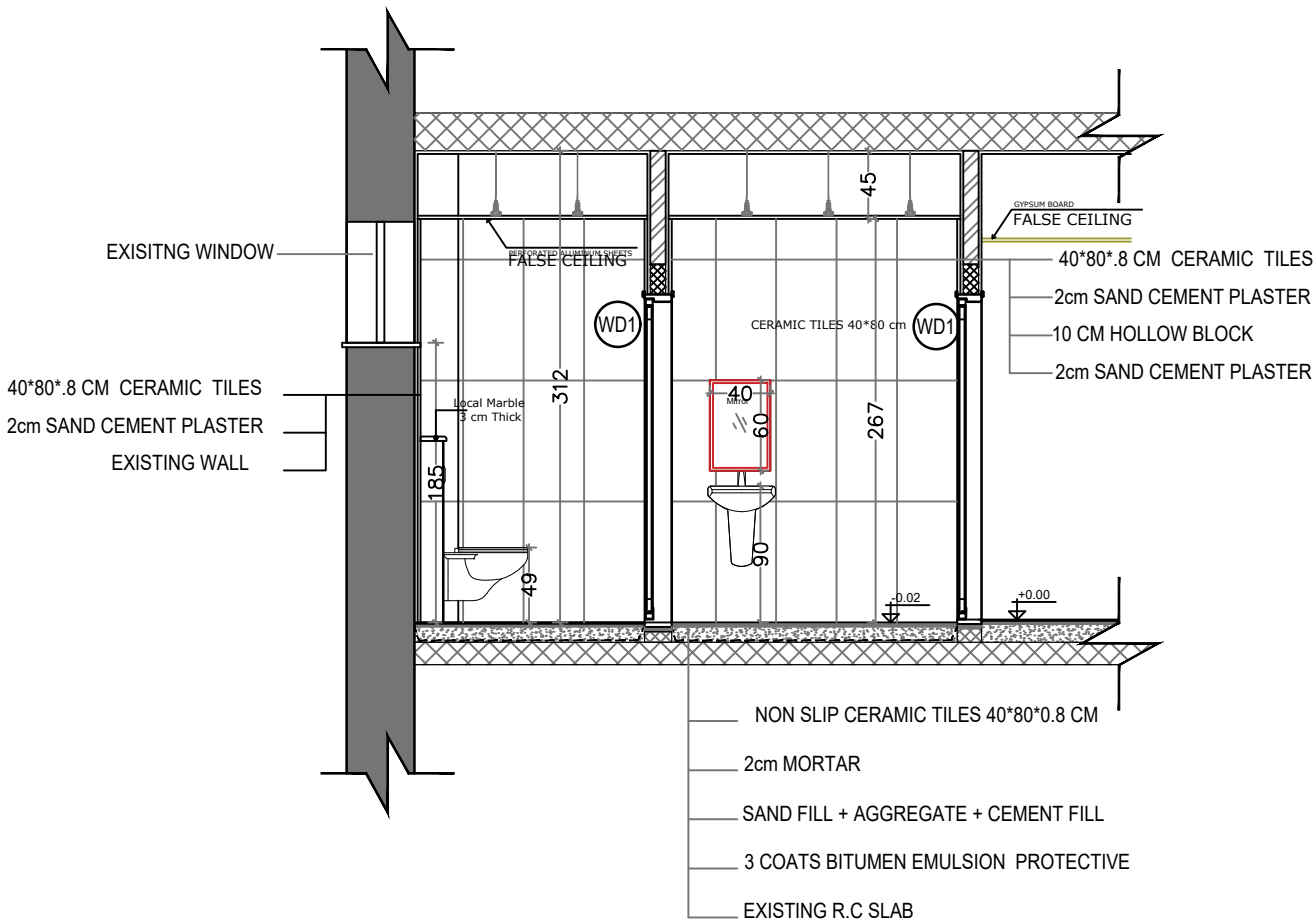 45
GYPSUM BOARD
FALSE CEILING
EXISITNG WINDOW
PERFORATED ALUMINUM SHEETS
FALSE CEILING
40*80*.8 CM CERAMIC TILES
2cm SAND CEMENT PLASTER
10 CM HOLLOW BLOCK
2cm SAND CEMENT PLASTER
WD1
CERAMIC TILES 40*80 cm
WD1
40*80*.8 CM CERAMIC TILES
2cm SAND CEMENT PLASTER
EXISTING WALL
Local Marble
3 cm Thick
312
40
Mirror
60
267
185
49
90
-0.02
+0.00
NON SLIP CERAMIC TILES 40*80*0.8 CM
2cm MORTAR
SAND FILL + AGGREGATE + CEMENT FILL
3 COATS BITUMEN EMULSION PROTECTIVE
EXISTING R.C SLAB